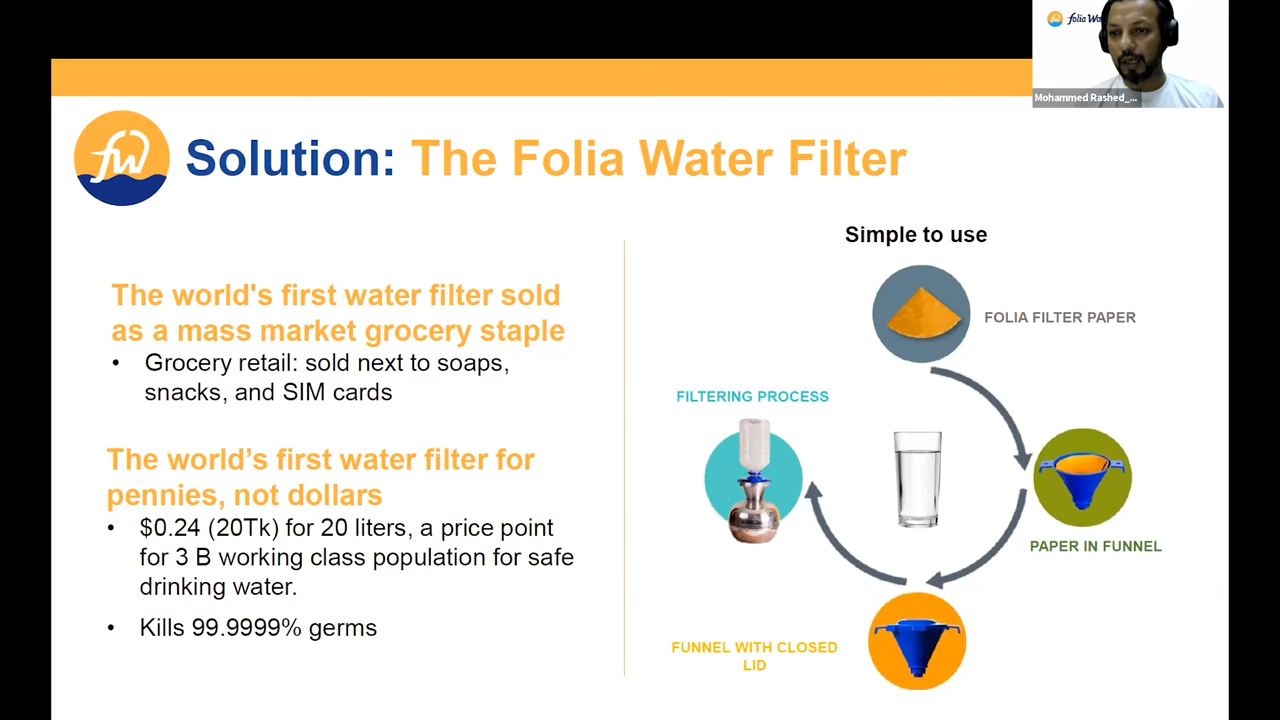 folia Wa
Mohammed Rashed_...
fw
Solution: The Folia Water Filter
The world's first water filter sold
as a mass market grocery staple
• Grocery retail: sold next to soaps,
snacks, and SIM cards
The world’s first water filter for
pennies, not dollars
• $0.24 (20Tk) for 20 liters, a price point
for 3 B working class population for safe
drinking water.
• Kills 99.9999% germs
Simple to use
FOLIA FILTER PAPER
PAPER IN FUNNEL
FUNNEL WITH CLOSED
LID
FILTERING PROCESS